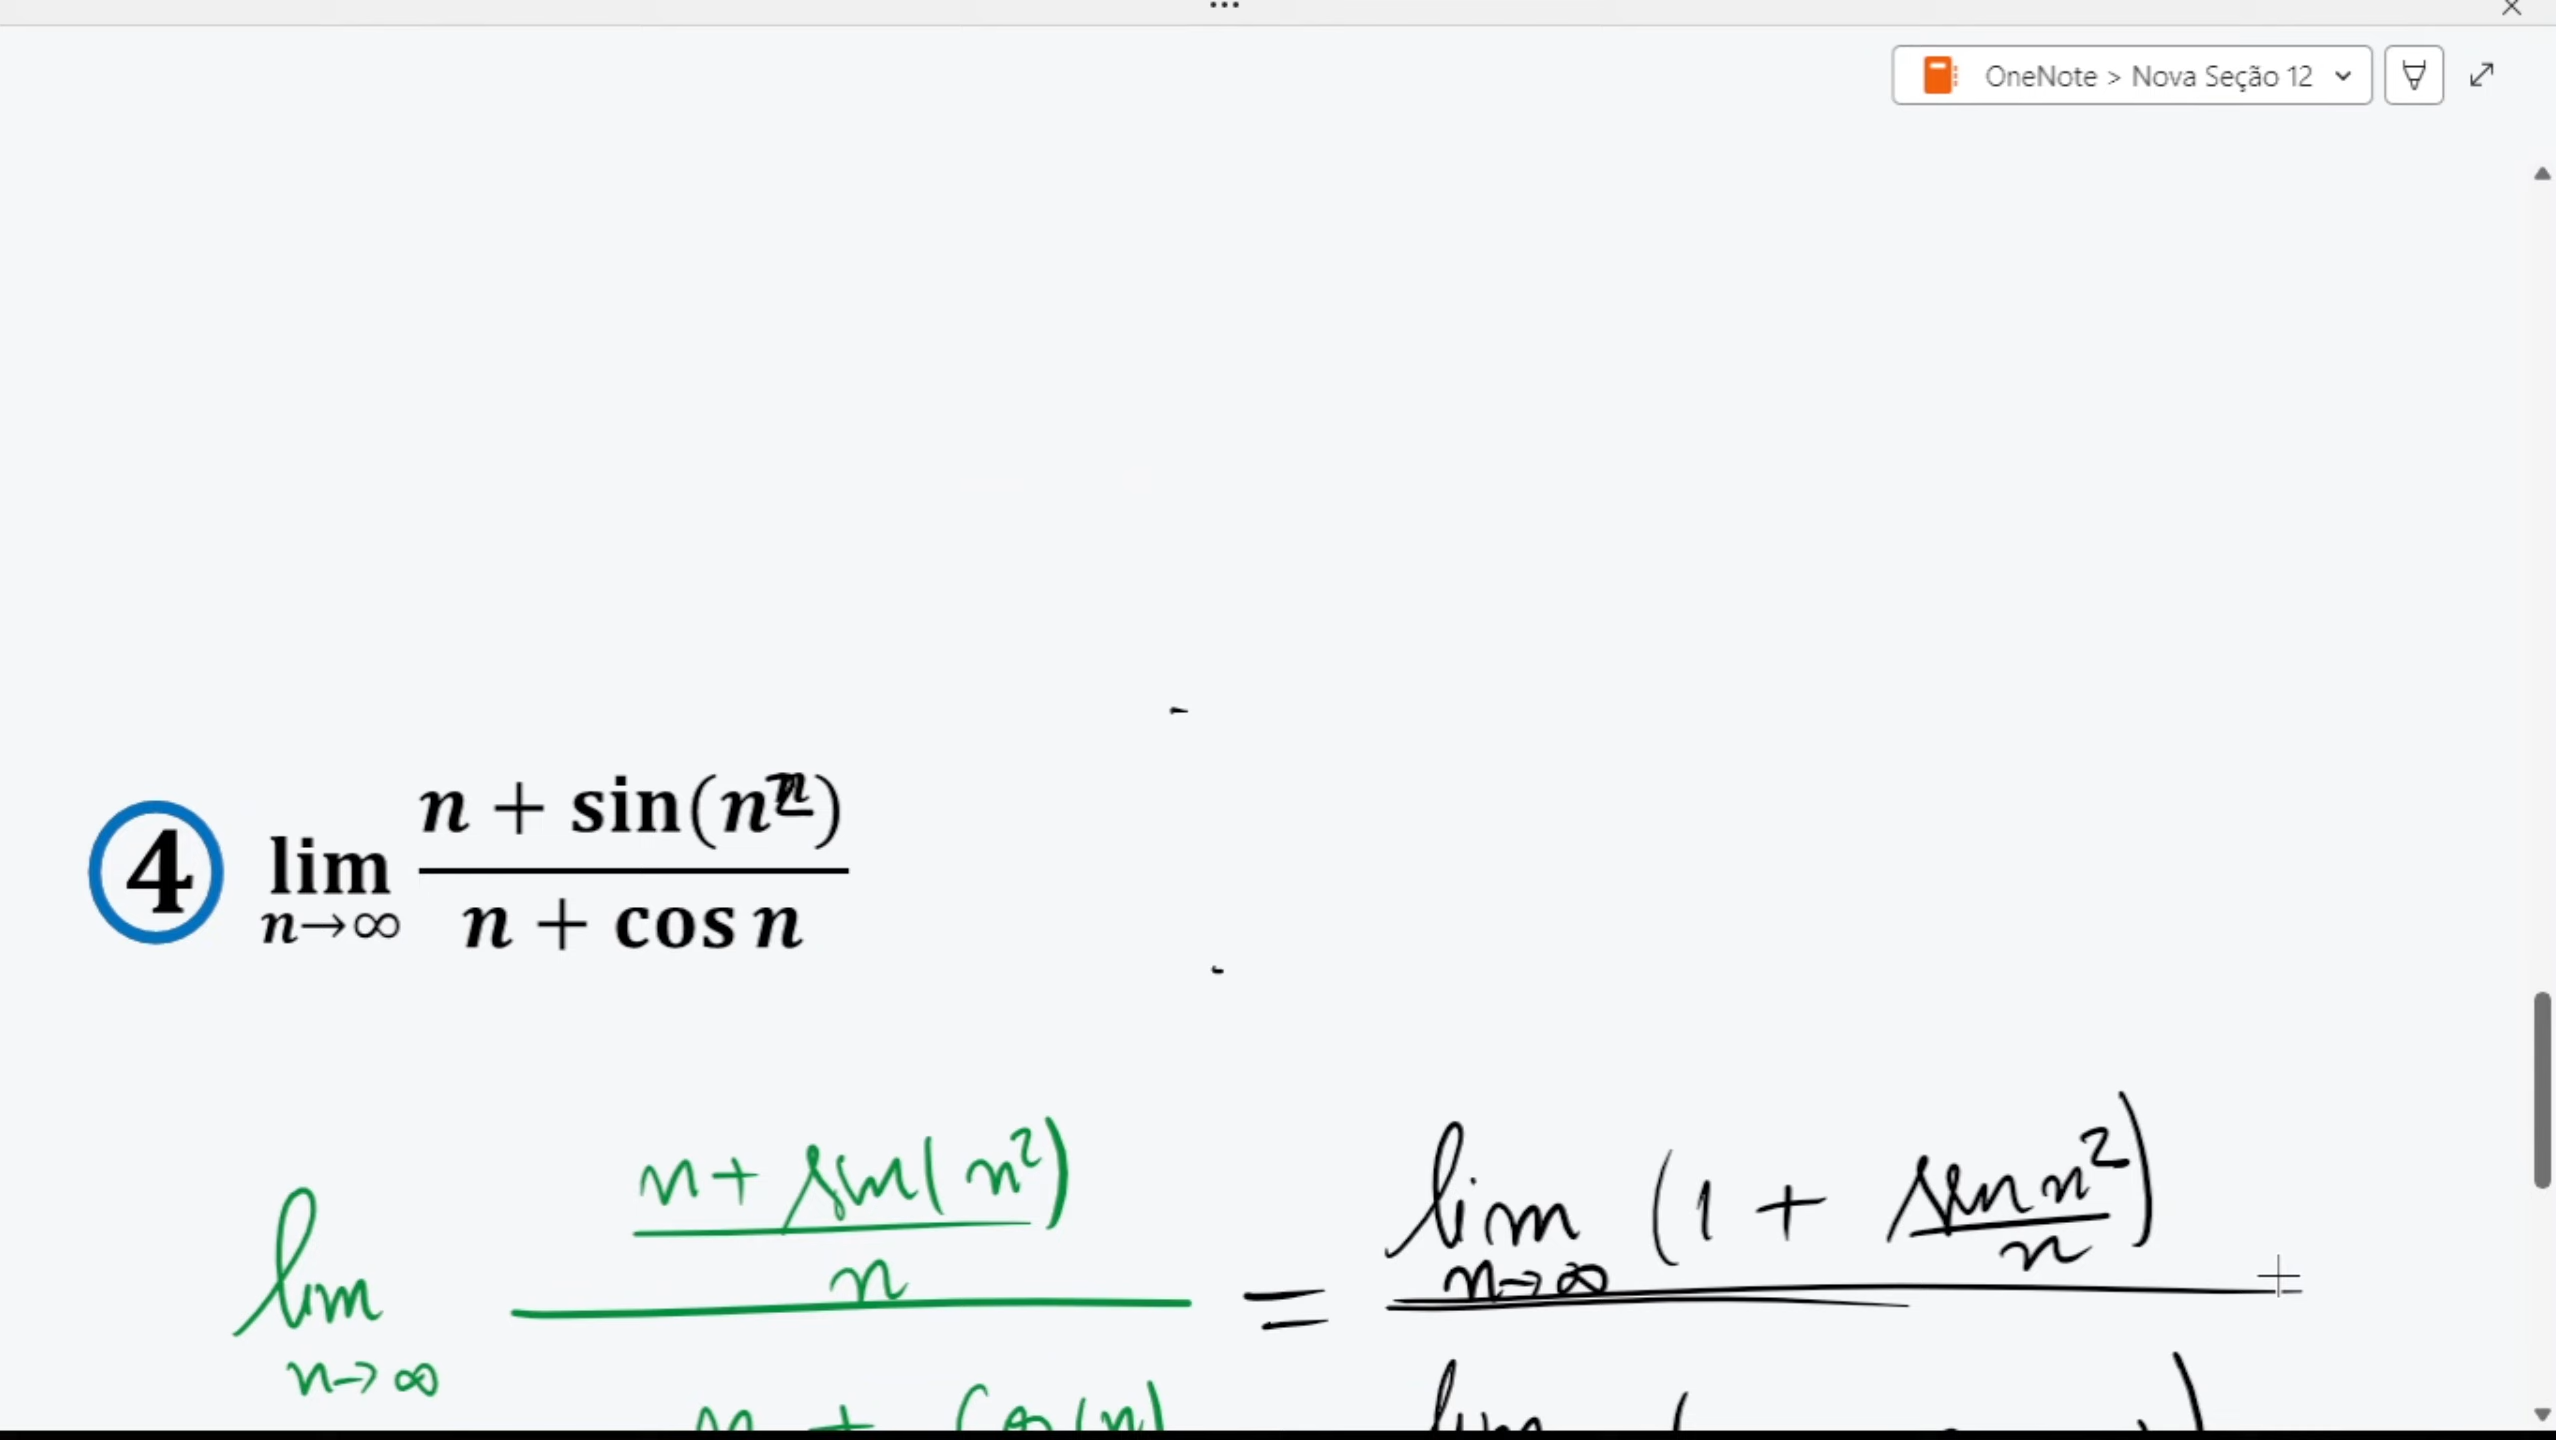 OneNote > Nova Seção 12
4 lim n→∞ (n + sin(n²)) / (n + cos n)
lim n→∞ ((n + sin(n²)) / n) / (n + cos(n)) = lim n→∞ (1 + sin n² / n) / lim (